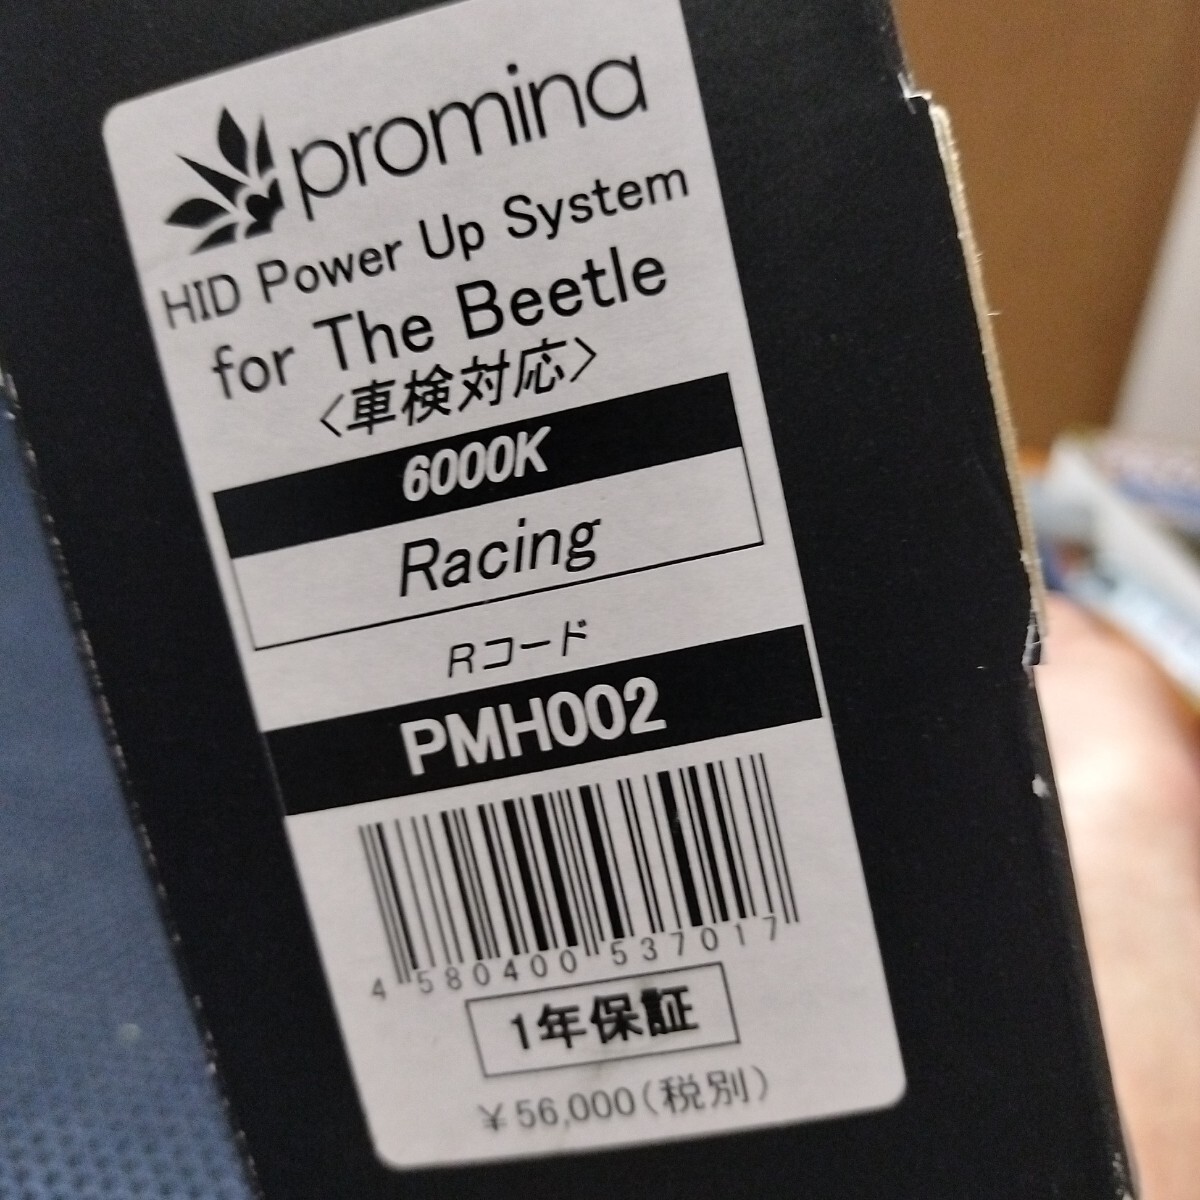 promina
HID Power Up System
for The Beetle
<車検対応>
6000K
Racing
Rコード
PMH002
4 580400 537017
1年保証
¥56,000(税別)